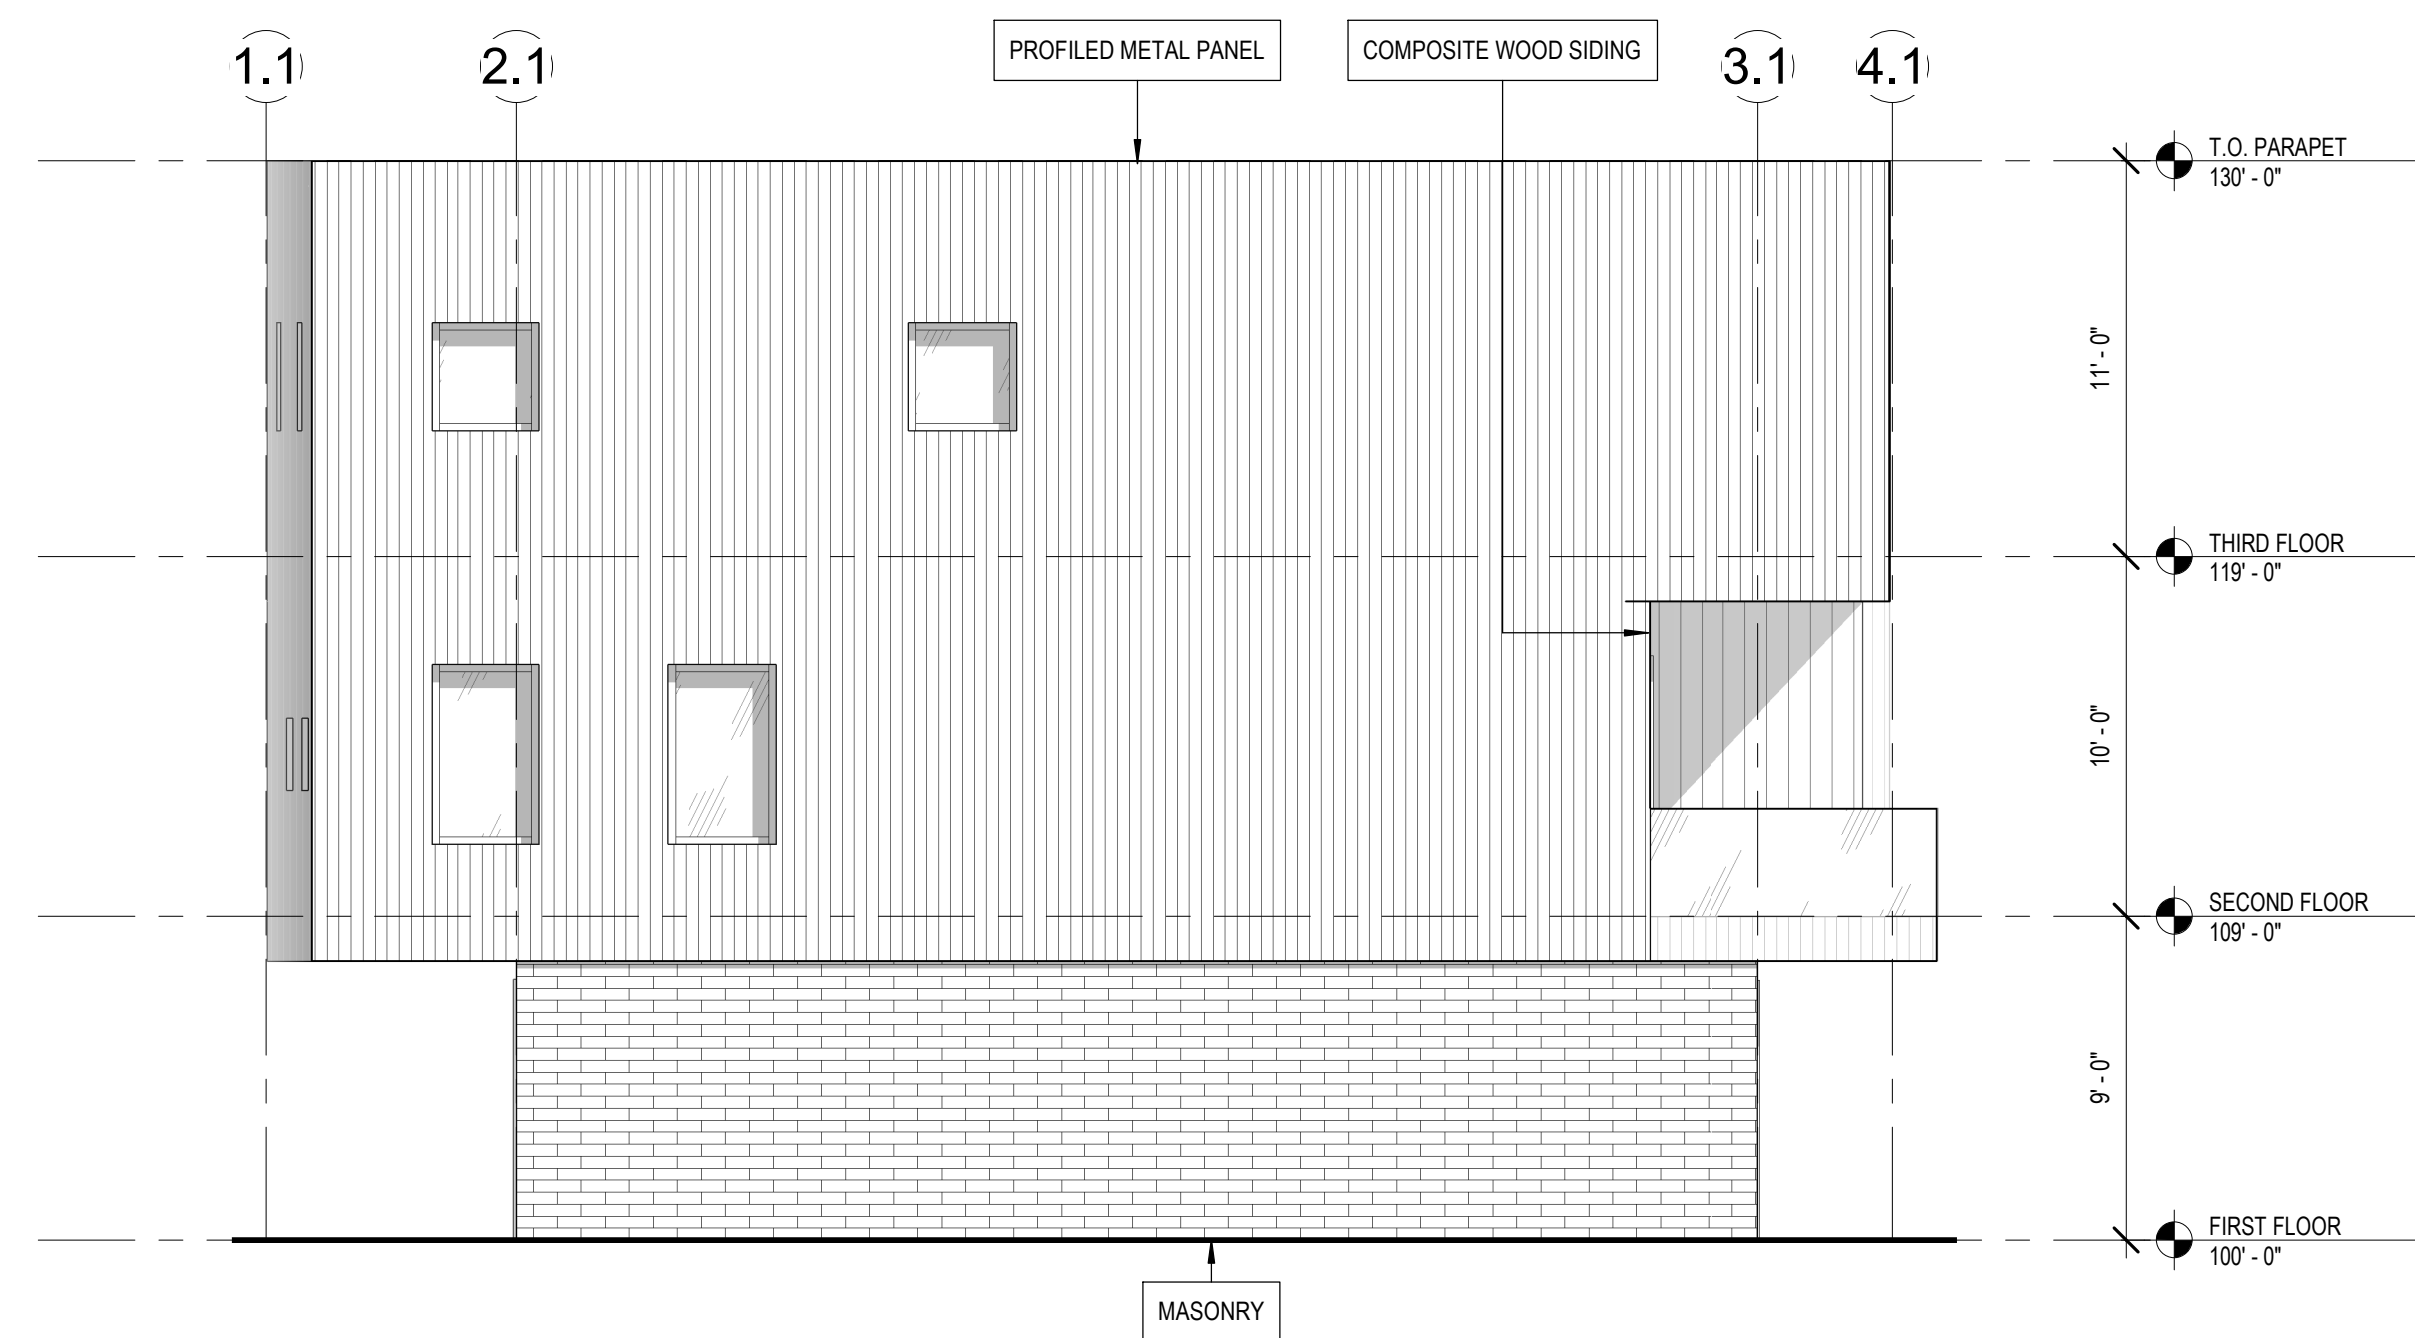 1.1
2.1
PROFILED METAL PANEL
COMPOSITE WOOD SIDING
3.1
4.1
T.O. PARAPET
130' - 0"
11' - 0"
THIRD FLOOR
119' - 0"
10' - 0"
SECOND FLOOR
109' - 0"
9' - 0"
FIRST FLOOR
100' - 0"
MASONRY